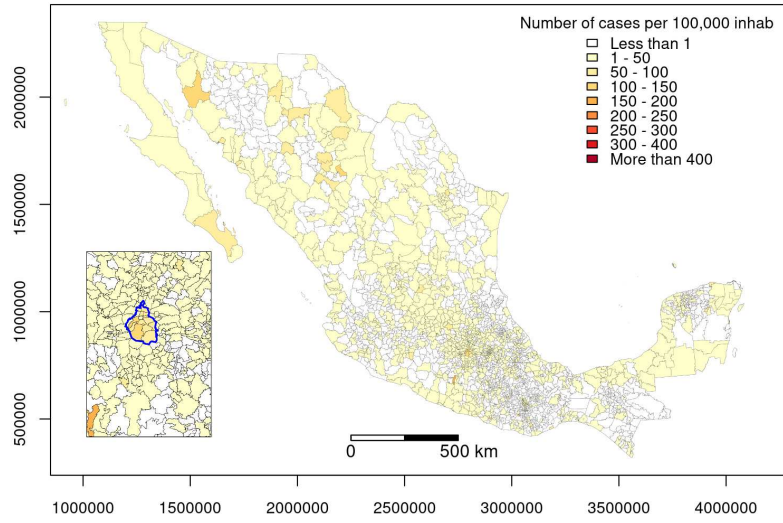 Number of cases per 100,000 inhab
Less than 1
1 - 50
50 - 100
100 - 150
150 - 200
200 - 250
250 - 300
300 - 400
More than 400
2000000
1500000
1000000
500000
0 500 km
1000000 1500000 2000000 2500000 3000000 3500000 4000000